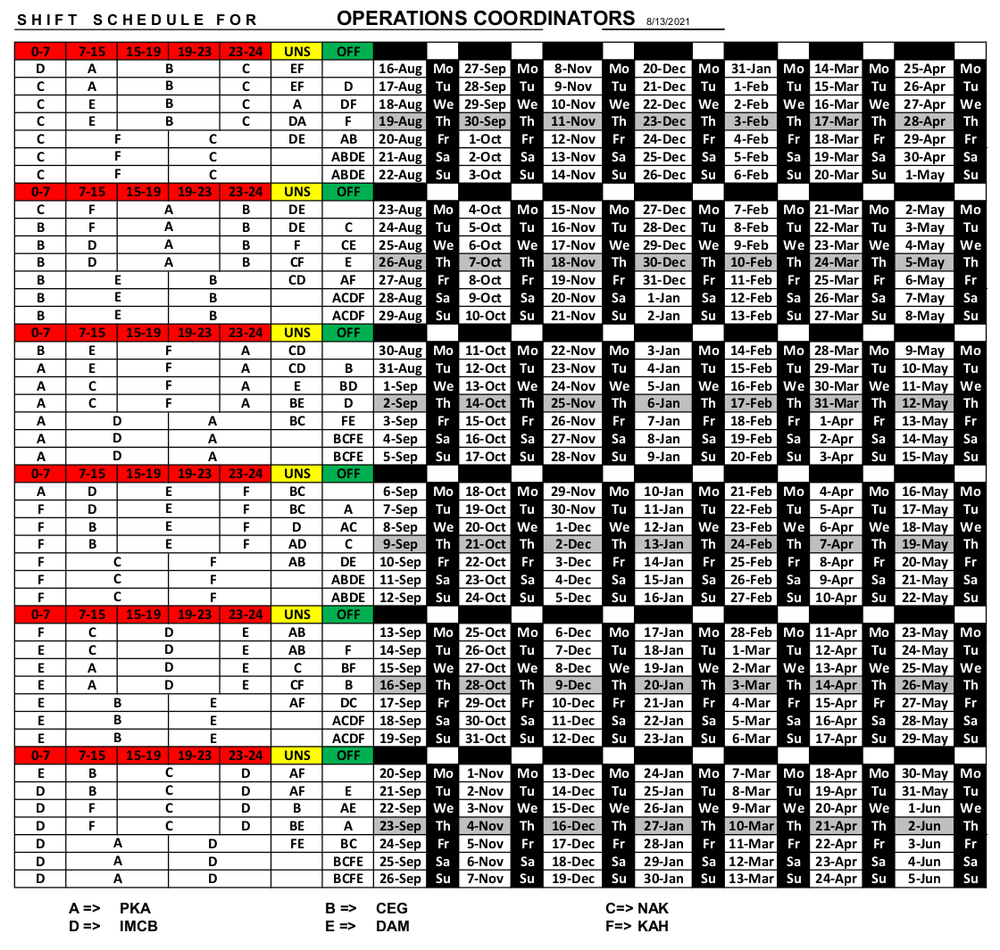 SHIFT SCHEDULE FOR OPERATIONS COORDINATORS 8/13/2021
0-7 7-15 15-19 19-23 23-24 UNS OFF
D A B C EF 16-Aug Mo 27-Sep Mo 8-Nov Mo 20-Dec Mo 31-Jan Mo 14-Mar Mo 25-Apr Mo
C A B C EF D 17-Aug Tu 28-Sep Tu 9-Nov Tu 21-Dec Tu 1-Feb Tu 15-Mar Tu 26-Apr Tu
C E B C A DF 18-Aug We 29-Sep We 10-Nov We 22-Dec We 2-Feb We 16-Mar We 27-Apr We
C E B C DA F 19-Aug Th 30-Sep Th 11-Nov Th 23-Dec Th 3-Feb Th 17-Mar Th 28-Apr Th
C F C DE AB 20-Aug Fr 1-Oct Fr 12-Nov Fr 24-Dec Fr 4-Feb Fr 18-Mar Fr 29-Apr Fr
C F C ABDE 21-Aug Sa 2-Oct Sa 13-Nov Sa 25-Dec Sa 5-Feb Sa 19-Mar Sa 30-Apr Sa
C F C ABDE 22-Aug Su 3-Oct Su 14-Nov Su 26-Dec Su 6-Feb Su 20-Mar Su 1-May Su
0-7 7-15 15-19 19-23 23-24 UNS OFF
C F A B DE 23-Aug Mo 4-Oct Mo 15-Nov Mo 27-Dec Mo 7-Feb Mo 21-Mar Mo 2-May Mo
B F A B DE C 24-Aug Tu 5-Oct Tu 16-Nov Tu 28-Dec Tu 8-Feb Tu 22-Mar Tu 3-May Tu
B D A B F CE 25-Aug We 6-Oct We 17-Nov We 29-Dec We 9-Feb We 23-Mar We 4-May We
B D A B CF E 26-Aug Th 7-Oct Th 18-Nov Th 30-Dec Th 10-Feb Th 24-Mar Th 5-May Th
B E B CD AF 27-Aug Fr 8-Oct Fr 19-Nov Fr 31-Dec Fr 11-Feb Fr 25-Mar Fr 6-May Fr
B E B ACDF 28-Aug Sa 9-Oct Sa 20-Nov Sa 1-Jan Sa 12-Feb Sa 26-Mar Sa 7-May Sa
B E B ACDF 29-Aug Su 10-Oct Su 21-Nov Su 2-Jan Su 13-Feb Su 27-Mar Su 8-May Su
0-7 7-15 15-19 19-23 23-24 UNS OFF
B E F A CD 30-Aug Mo 11-Oct Mo 22-Nov Mo 3-Jan Mo 14-Feb Mo 28-Mar Mo 9-May Mo
A E F A CD B 31-Aug Tu 12-Oct Tu 23-Nov Tu 4-Jan Tu 15-Feb Tu 29-Mar Tu 10-May Tu
A C F A E BD 1-Sep We 13-Oct We 24-Nov We 5-Jan We 16-Feb We 30-Mar We 11-May We
A C F A BE D 2-Sep Th 14-Oct Th 25-Nov Th 6-Jan Th 17-Feb Th 31-Mar Th 12-May Th
A D A BC FE 3-Sep Fr 15-Oct Fr 26-Nov Fr 7-Jan Fr 18-Feb Fr 1-Apr Fr 13-May Fr
A D A BCFE 4-Sep Sa 16-Oct Sa 27-Nov Sa 8-Jan Sa 19-Feb Sa 2-Apr Sa 14-May Sa
A D A BCFE 5-Sep Su 17-Oct Su 28-Nov Su 9-Jan Su 20-Feb Su 3-Apr Su 15-May Su
0-7 7-15 15-19 19-23 23-24 UNS OFF
A D E F BC 6-Sep Mo 18-Oct Mo 29-Nov Mo 10-Jan Mo 21-Feb Mo 4-Apr Mo 16-May Mo
F D E F BC A 7-Sep Tu 19-Oct Tu 30-Nov Tu 11-Jan Tu 22-Feb Tu 5-Apr Tu 17-May Tu
F B E F D AC 8-Sep We 20-Oct We 1-Dec We 12-Jan We 23-Feb We 6-Apr We 18-May We
F B E F AD C 9-Sep Th 21-Oct Th 2-Dec Th 13-Jan Th 24-Feb Th 7-Apr Th 19-May Th
F C F AB DE 10-Sep Fr 22-Oct Fr 3-Dec Fr 14-Jan Fr 25-Feb Fr 8-Apr Fr 20-May Fr
F C F ABDE 11-Sep Sa 23-Oct Sa 4-Dec Sa 15-Jan Sa 26-Feb Sa 9-Apr Sa 21-May Sa
F C F ABDE 12-Sep Su 24-Oct Su 5-Dec Su 16-Jan Su 27-Feb Su 10-Apr Su 22-May Su
0-7 7-15 15-19 19-23 23-24 UNS OFF
F C D E AB 13-Sep Mo 25-Oct Mo 6-Dec Mo 17-Jan Mo 28-Feb Mo 11-Apr Mo 23-May Mo
E C D E AB F 14-Sep Tu 26-Oct Tu 7-Dec Tu 18-Jan Tu 1-Mar Tu 12-Apr Tu 24-May Tu
E A D E C BF 15-Sep We 27-Oct We 8-Dec We 19-Jan We 2-Mar We 13-Apr We 25-May We
E A D E CF B 16-Sep Th 28-Oct Th 9-Dec Th 20-Jan Th 3-Mar Th 14-Apr Th 26-May Th
E B E AF DC 17-Sep Fr 29-Oct Fr 10-Dec Fr 21-Jan Fr 4-Mar Fr 15-Apr Fr 27-May Fr
E B E ACDF 18-Sep Sa 30-Oct Sa 11-Dec Sa 22-Jan Sa 5-Mar Sa 16-Apr Sa 28-May Sa
E B E ACDF 19-Sep Su 31-Oct Su 12-Dec Su 23-Jan Su 6-Mar Su 17-Apr Su 29-May Su
0-7 7-15 15-19 19-23 23-24 UNS OFF
E B C D AF 20-Sep Mo 1-Nov Mo 13-Dec Mo 24-Jan Mo 7-Mar Mo 18-Apr Mo 30-May Mo
D B C D AF E 21-Sep Tu 2-Nov Tu 14-Dec Tu 25-Jan Tu 8-Mar Tu 19-Apr Tu 31-May Tu
D F C D B AE 22-Sep We 3-Nov We 15-Dec We 26-Jan We 9-Mar We 20-Apr We 1-Jun We
D F C D BE A 23-Sep Th 4-Nov Th 16-Dec Th 27-Jan Th 10-Mar Th 21-Apr Th 2-Jun Th
D A D FE BC 24-Sep Fr 5-Nov Fr 17-Dec Fr 28-Jan Fr 11-Mar Fr 22-Apr Fr 3-Jun Fr
D A D BCFE 25-Sep Sa 6-Nov Sa 18-Dec Sa 29-Jan Sa 12-Mar Sa 23-Apr Sa 4-Jun Sa
D A D BCFE 26-Sep Su 7-Nov Su 19-Dec Su 30-Jan Su 13-Mar Su 24-Apr Su 5-Jun Su
A => PKA B => CEG C=> NAK
D => IMCB E => DAM F=> KAH